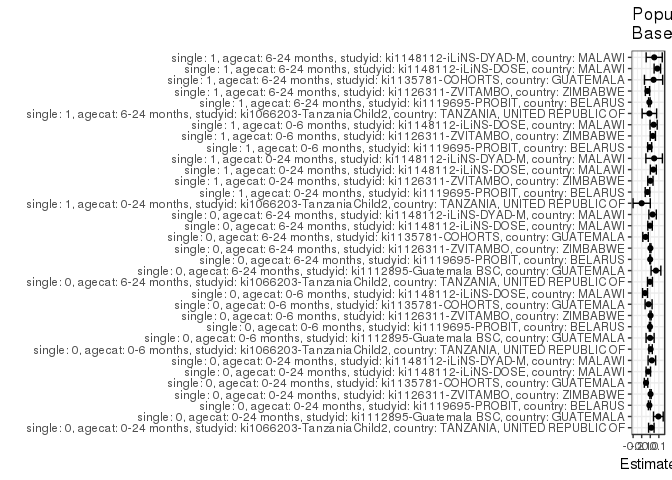 Popu
Base
single: 1, agecat: 6-24 months, studyid: ki1148112-iLiNS-DYAD-M, country: MALAWI
single: 1, agecat: 6-24 months, studyid: ki1148112-iLiNS-DOSE, country: MALAWI
single: 1, agecat: 6-24 months, studyid: ki1135781-COHORTS, country: GUATEMALA
single: 1, agecat: 6-24 months, studyid: ki1126311-ZVITAMBO, country: ZIMBABWE
single: 1, agecat: 6-24 months, studyid: ki1119695-PROBIT, country: BELARUS
single: 1, agecat: 6-24 months, studyid: ki1066203-TanzaniaChild2, country: TANZANIA, UNITED REPUBLIC OF
single: 1, agecat: 0-6 months, studyid: ki1148112-iLiNS-DOSE, country: MALAWI
single: 1, agecat: 0-6 months, studyid: ki1126311-ZVITAMBO, country: ZIMBABWE
single: 1, agecat: 0-6 months, studyid: ki1119695-PROBIT, country: BELARUS
single: 1, agecat: 0-24 months, studyid: ki1148112-iLiNS-DYAD-M, country: MALAWI
single: 1, agecat: 0-24 months, studyid: ki1148112-iLiNS-DOSE, country: MALAWI
single: 1, agecat: 0-24 months, studyid: ki1126311-ZVITAMBO, country: ZIMBABWE
single: 1, agecat: 0-24 months, studyid: ki1119695-PROBIT, country: BELARUS
single: 1, agecat: 0-24 months, studyid: ki1066203-TanzaniaChild2, country: TANZANIA, UNITED REPUBLIC OF
single: 0, agecat: 6-24 months, studyid: ki1148112-iLiNS-DYAD-M, country: MALAWI
single: 0, agecat: 6-24 months, studyid: ki1148112-iLiNS-DOSE, country: MALAWI
single: 0, agecat: 6-24 months, studyid: ki1135781-COHORTS, country: GUATEMALA
single: 0, agecat: 6-24 months, studyid: ki1126311-ZVITAMBO, country: ZIMBABWE
single: 0, agecat: 6-24 months, studyid: ki1119695-PROBIT, country: BELARUS
single: 0, agecat: 6-24 months, studyid: ki1112895-Guatemala BSC, country: GUATEMALA
single: 0, agecat: 6-24 months, studyid: ki1066203-TanzaniaChild2, country: TANZANIA, UNITED REPUBLIC OF
single: 0, agecat: 0-6 months, studyid: ki1148112-iLiNS-DOSE, country: MALAWI
single: 0, agecat: 0-6 months, studyid: ki1135781-COHORTS, country: GUATEMALA
single: 0, agecat: 0-6 months, studyid: ki1126311-ZVITAMBO, country: ZIMBABWE
single: 0, agecat: 0-6 months, studyid: ki1119695-PROBIT, country: BELARUS
single: 0, agecat: 0-6 months, studyid: ki1112895-Guatemala BSC, country: GUATEMALA
single: 0, agecat: 0-6 months, studyid: ki1066203-TanzaniaChild2, country: TANZANIA, UNITED REPUBLIC OF
single: 0, agecat: 0-24 months, studyid: ki1148112-iLiNS-DYAD-M, country: MALAWI
single: 0, agecat: 0-24 months, studyid: ki1148112-iLiNS-DOSE, country: MALAWI
single: 0, agecat: 0-24 months, studyid: ki1135781-COHORTS, country: GUATEMALA
single: 0, agecat: 0-24 months, studyid: ki1126311-ZVITAMBO, country: ZIMBABWE
single: 0, agecat: 0-24 months, studyid: ki1119695-PROBIT, country: BELARUS
single: 0, agecat: 0-24 months, studyid: ki1112895-Guatemala BSC, country: GUATEMALA
single: 0, agecat: 0-24 months, studyid: ki1066203-TanzaniaChild2, country: TANZANIA, UNITED REPUBLIC OF
Estimate